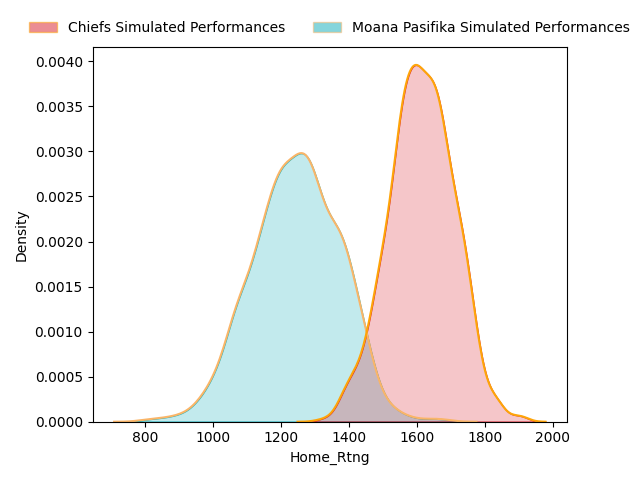 Chiefs Simulated Performances Moana Pasifika Simulated Performances
0.0040
0.0035
0.0030
0.0025
0.0020
0.0015
0.0010
0.0005
0.0000
Density
800 1000 1200 1400 1600 1800 2000
Home_Rtng